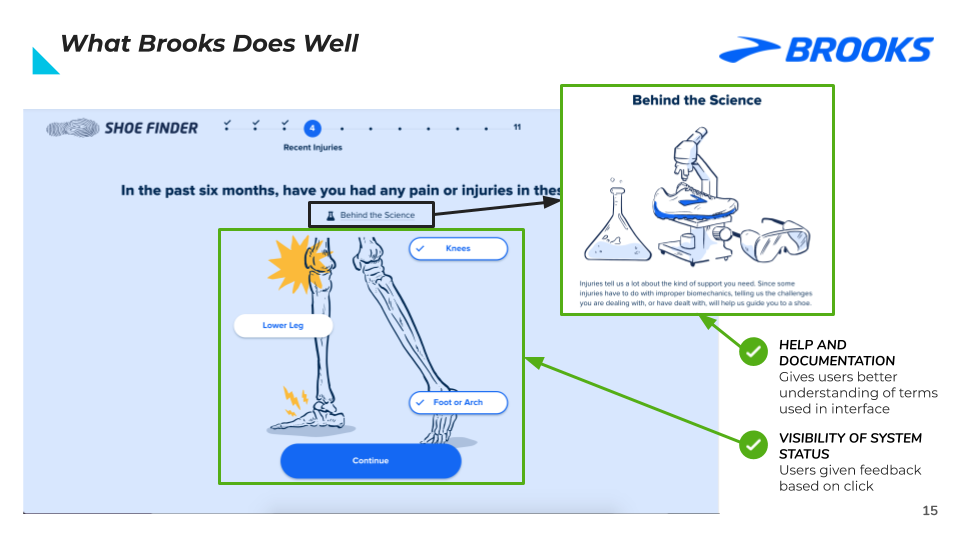 What Brooks Does Well
BROOKS
SHOE FINDER
4
11
Recent Injuries
In the past six months, have you had any pain or injuries in thes
Behind the Science
Knees
Lower Leg
Foot or Arch
Continue
Behind the Science
Injuries tell us a lot about the kind of support you need. Since some
injuries have to do with improper biomechanics, telling us the challenges
you are dealing with, or have dealt with, will help us guide you to a shoe.
HELP AND
DOCUMENTATION
Gives users better
understanding of terms
used in interface
VISIBILITY OF SYSTEM
STATUS
Users given feedback
based on click
15